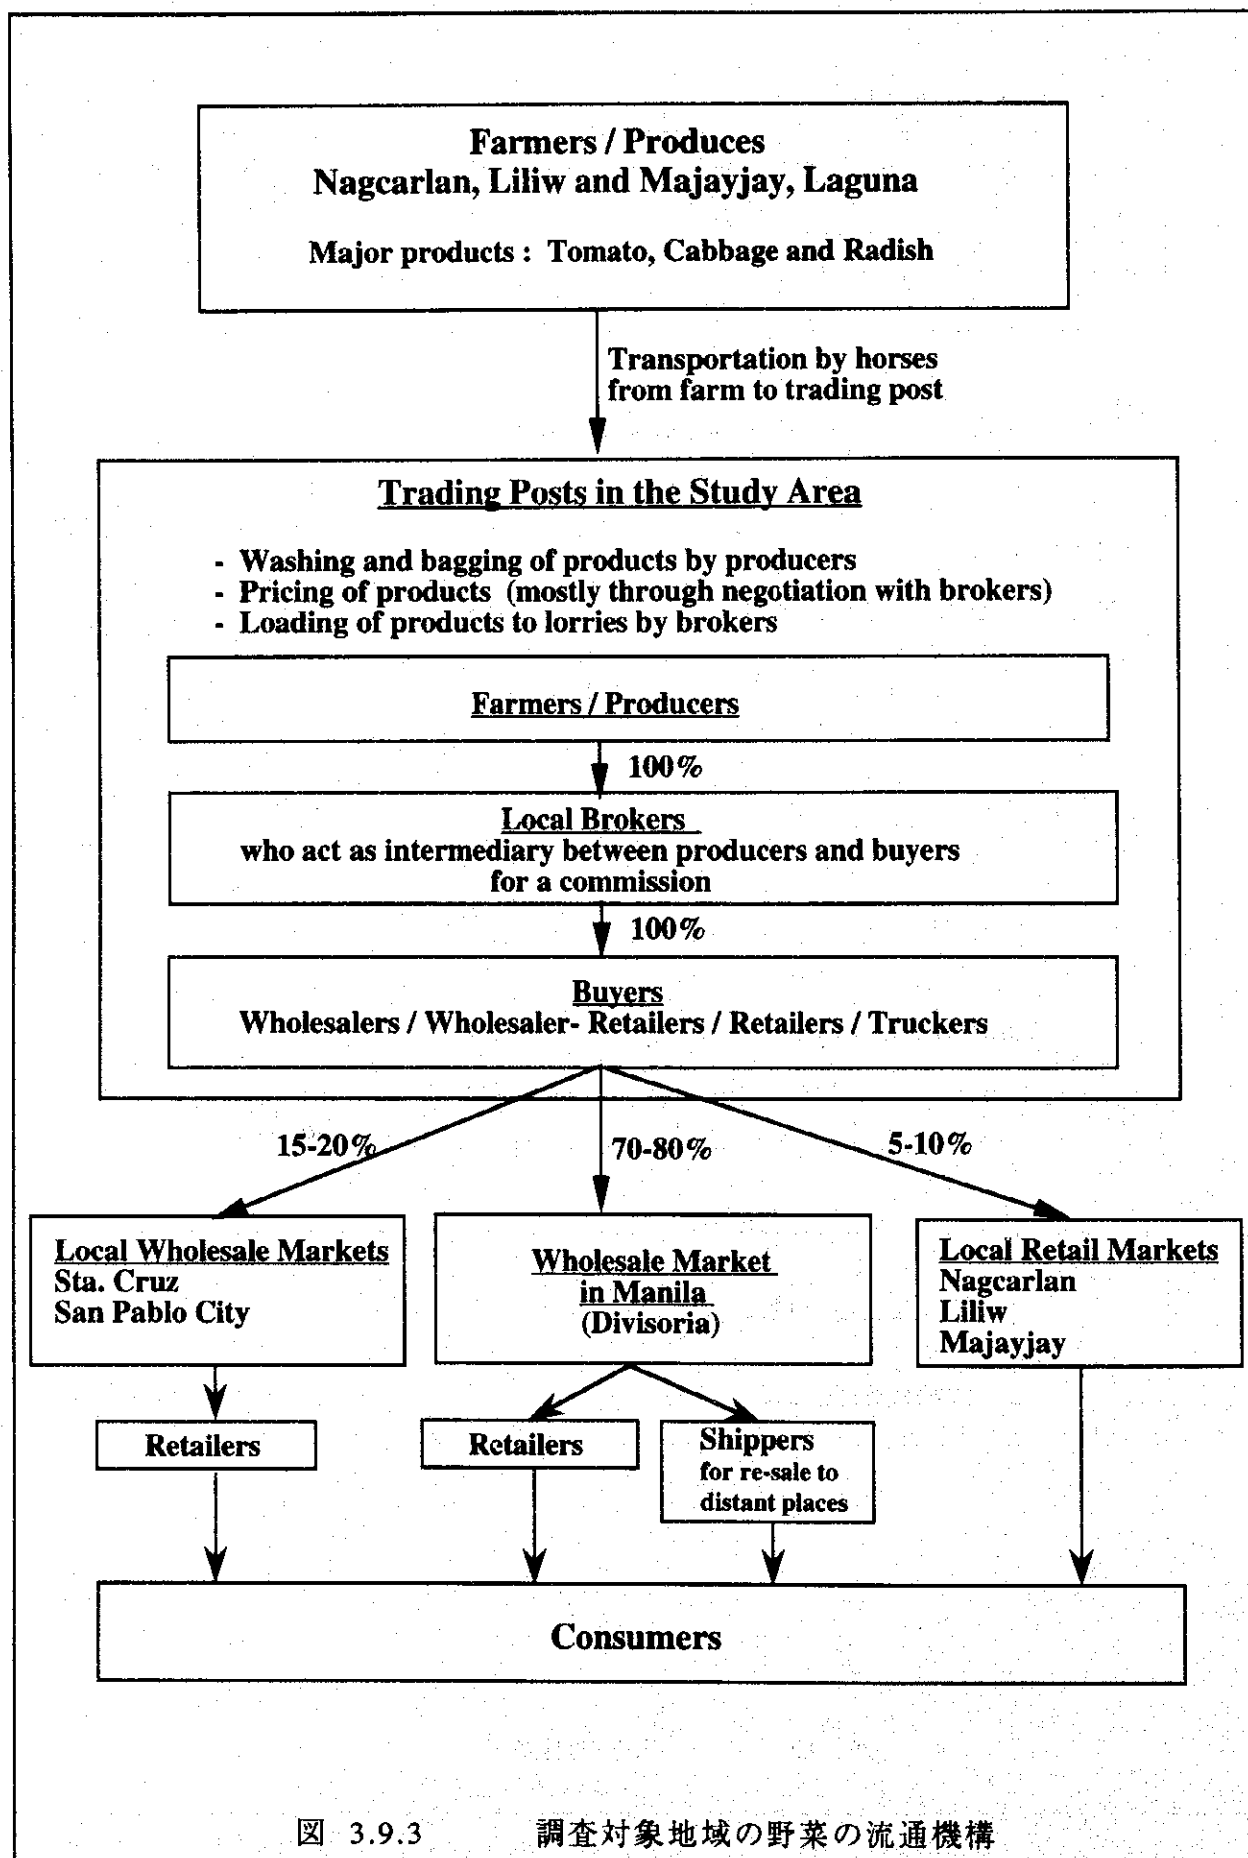 Farmers / Produces
Nagcarlan, Liliw and Majayjay, Laguna
Major products : Tomato, Cabbage and Radish
Transportation by horses
from farm to trading post
Trading Posts in the Study Area
- Washing and bagging of products by producers
- Pricing of products (mostly through negotiation with brokers)
- Loading of products to lorries by brokers
Farmers / Producers
100%
Local Brokers
who act as intermediary between producers and buyers
for a commission
100%
Buyers
Wholesalers / Wholesaler- Retailers / Retailers / Truckers
15-20%
70-80%
5-10%
Local Wholesale Markets
Sta. Cruz
San Pablo City
Wholesale Market
in Manila
(Divisoria)
Local Retail Markets
Nagcarlan
Liliw
Majayjay
Retailers
Retailers
Shippers
for re-sale to
distant places
Consumers
図 3.9.3 調査対象地域の野菜の流通機構